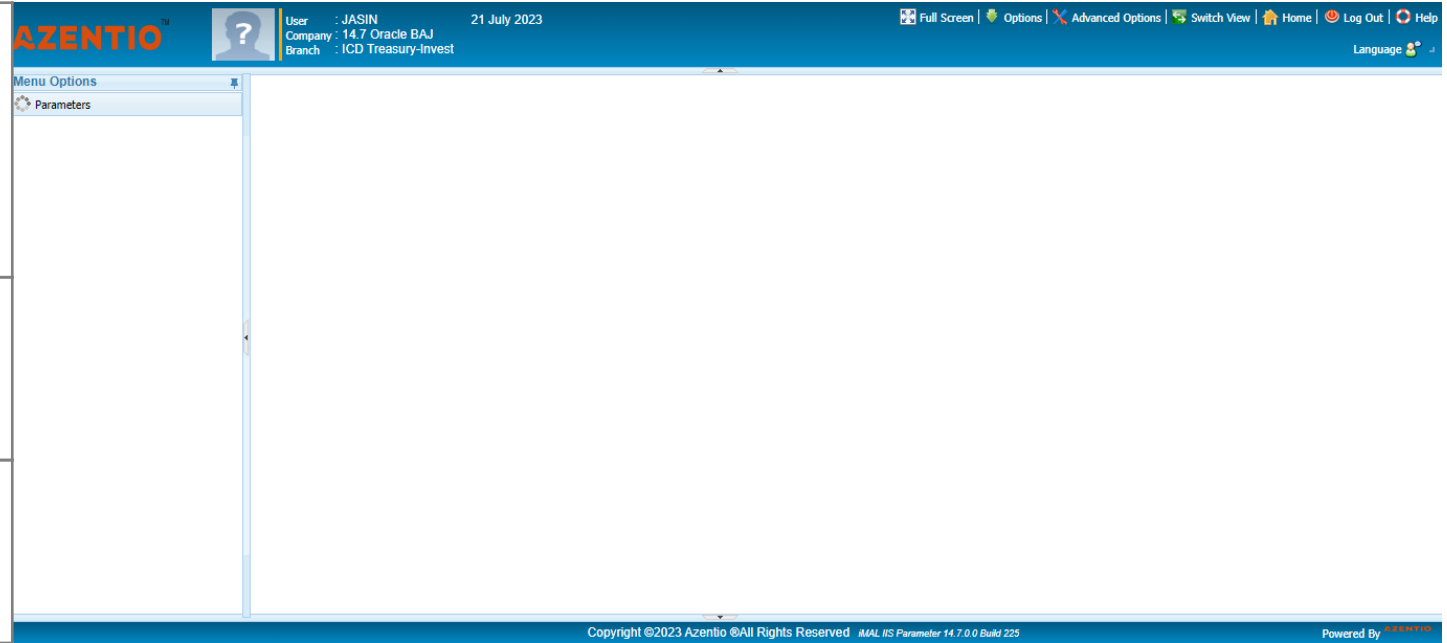 AZENTIO™
?
User : JASIN 21 July 2023
Company : 14.7 Oracle BAJ
Branch : ICD Treasury-Invest
Full Screen | Options | Advanced Options | Switch View | Home | Log Out | Help
Language
Menu Options
Parameters
Copyright ©2023 Azentio ®All Rights Reserved iMAL IIS Parameter 14.7.0.0 Build 225
Powered By AZENTIO